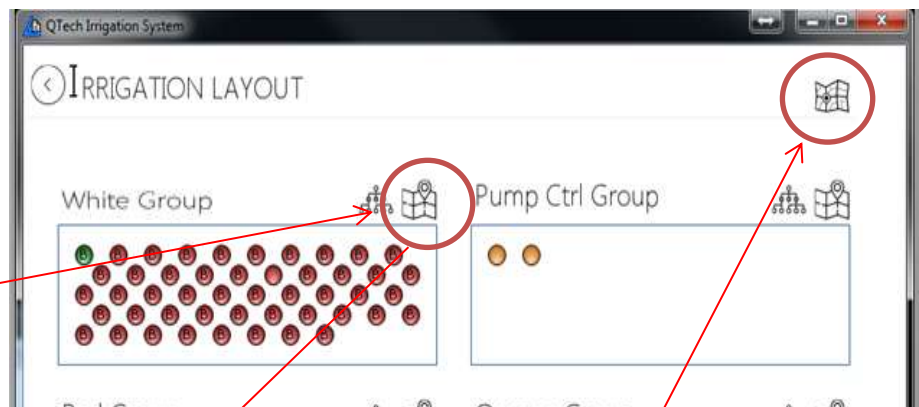 QTech Irrigation System
IRRIGATION LAYOUT
White Group
Pump Ctrl Group
B B B B B B B B B B
B B B B B B B B B
B B B B B B B B B B
B B B B B B B B B B
B B B B B B B B